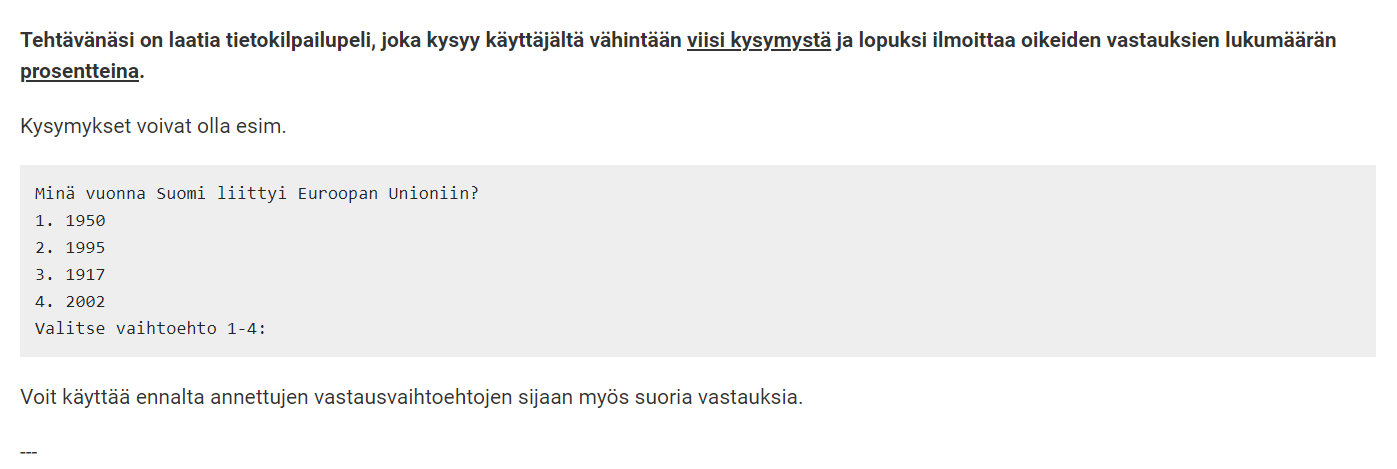 Tehtävänäsi on laatia tietokilpailupeli, joka kysyy käyttäjältä vähintään viisi kysymystä ja lopuksi ilmoittaa oikeiden vastauksien lukumäärän
prosentteina.
Kysymykset voivat olla esim.
Minä vuonna Suomi liittyi Euroopan Unioniin?
1. 1950
2. 1995
3. 1917
4. 2002
Valitse vaihtoehto 1-4:
Voit käyttää ennalta annettujen vastausvaihtoehtojen sijaan myös suoria vastauksia.
---